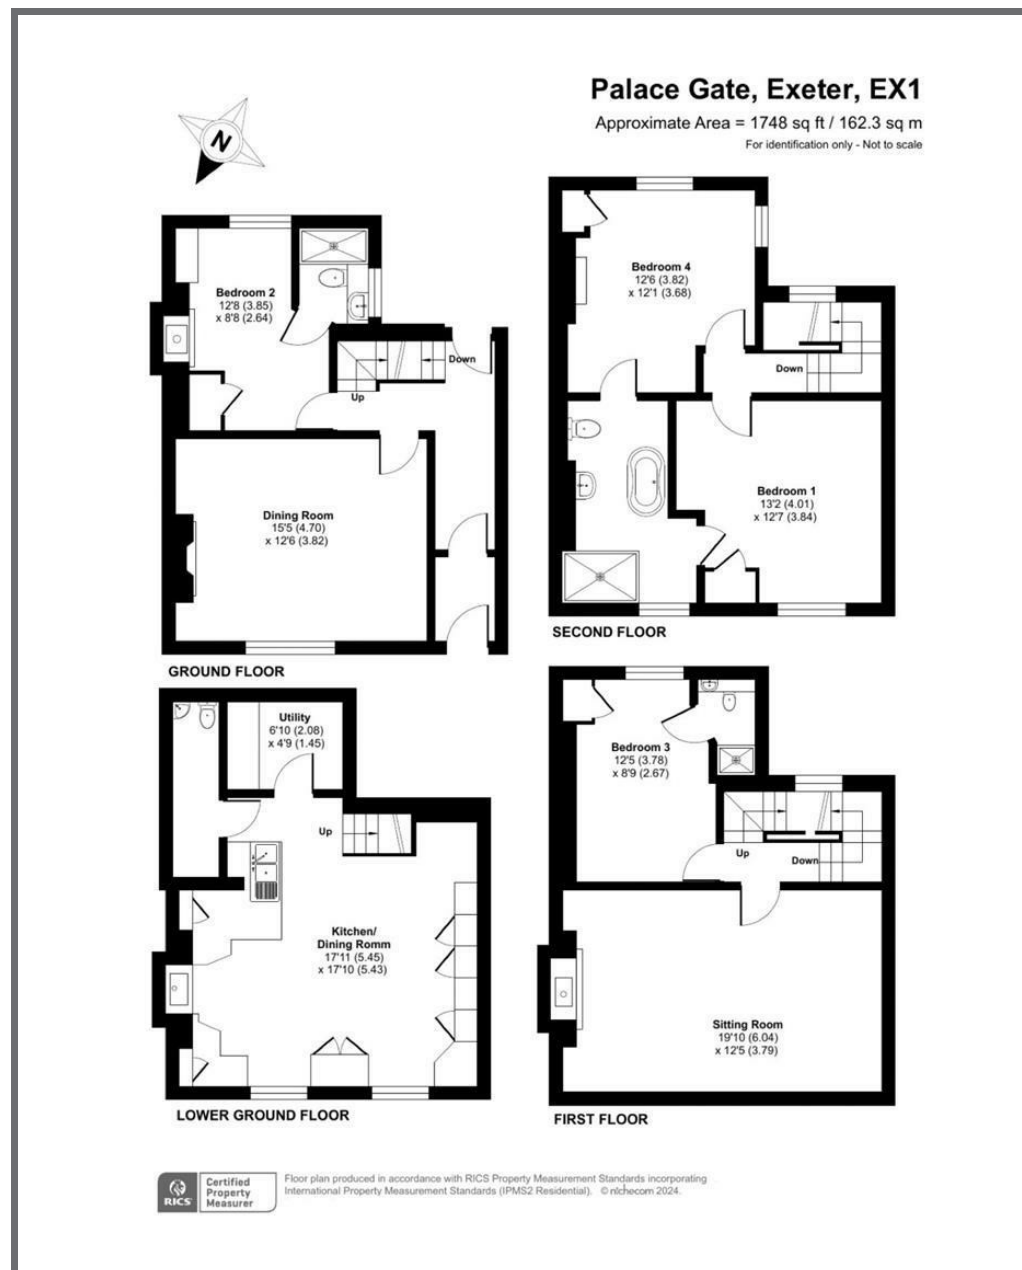 Palace Gate, Exeter, EX1
Approximate Area = 1748 sq ft / 162.3 sq m
For identification only - Not to scale
N
Bedroom 2
12'8 (3.85)
x 8'8 (2.64)
Down
Up
Dining Room
15'5 (4.70)
x 12'6 (3.82)
GROUND FLOOR
Bedroom 4
12'6 (3.82)
x 12'1 (3.68)
Down
Bedroom 1
13'2 (4.01)
x 12'7 (3.84)
SECOND FLOOR
Utility
6'10 (2.08)
x 4'9 (1.45)
Up
Kitchen/
Dining Romm
17'11 (5.45)
x 17'10 (5.43)
LOWER GROUND FLOOR
Bedroom 3
12'5 (3.78)
x 8'9 (2.67)
Up
Down
Sitting Room
19'10 (6.04)
x 12'5 (3.79)
FIRST FLOOR
RICS
Certified
Property
Measurer
Floor plan produced in accordance with RICS Property Measurement Standards incorporating
International Property Measurement Standards (IPMS2 Residential). © nichecom 2024.